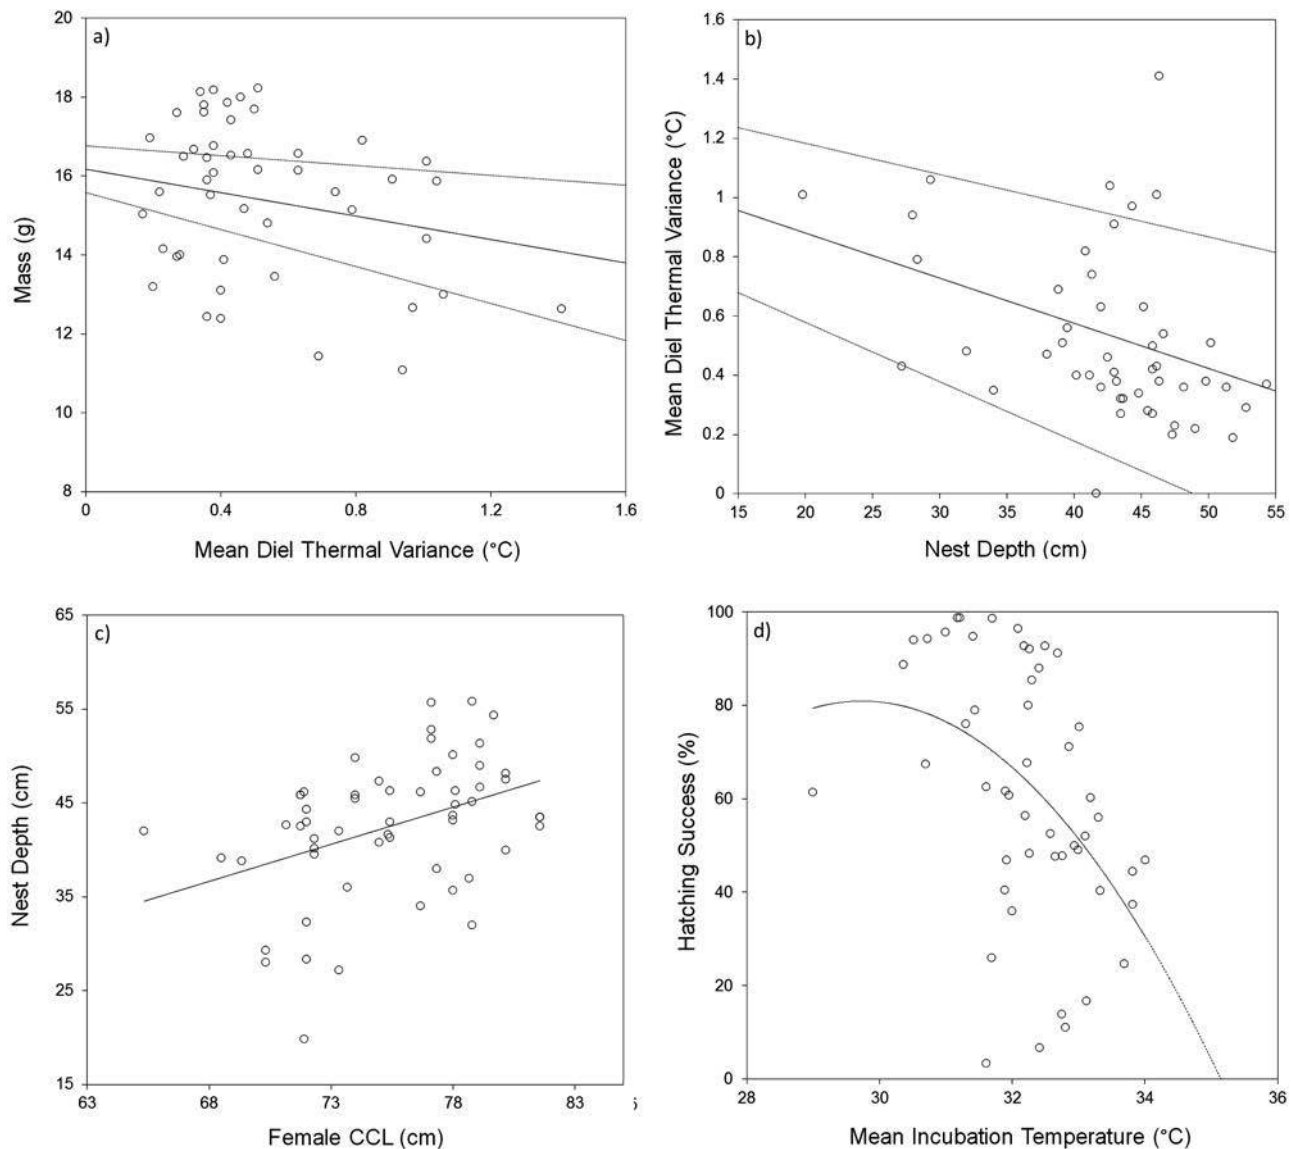 a)
20
18
16
14
12
10
8
Mass (g)
0 0.4 0.8 1.2 1.6
Mean Diel Thermal Variance (°C)
b)
1.6
1.4
1.2
1
0.8
0.6
0.4
0.2
0
Mean Diel Thermal Variance (°C)
15 20 25 30 35 40 45 50 55
Nest Depth (cm)
c)
65
55
45
35
25
15
Nest Depth (cm)
63 68 73 78 83
Female CCL (cm)
d)
100
80
60
40
20
0
Hatching Success (%)
28 30 32 34 36
Mean Incubation Temperature (°C)